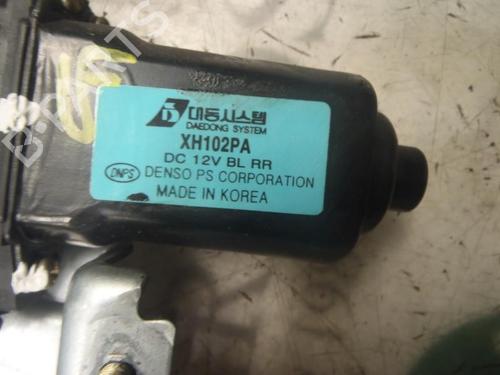 대동시스템
DAEDONG SYSTEM
XH102PA
DC 12V BL RR
DNPS DENSO PS CORPORATION
MADE IN KOREA
B-PARTS